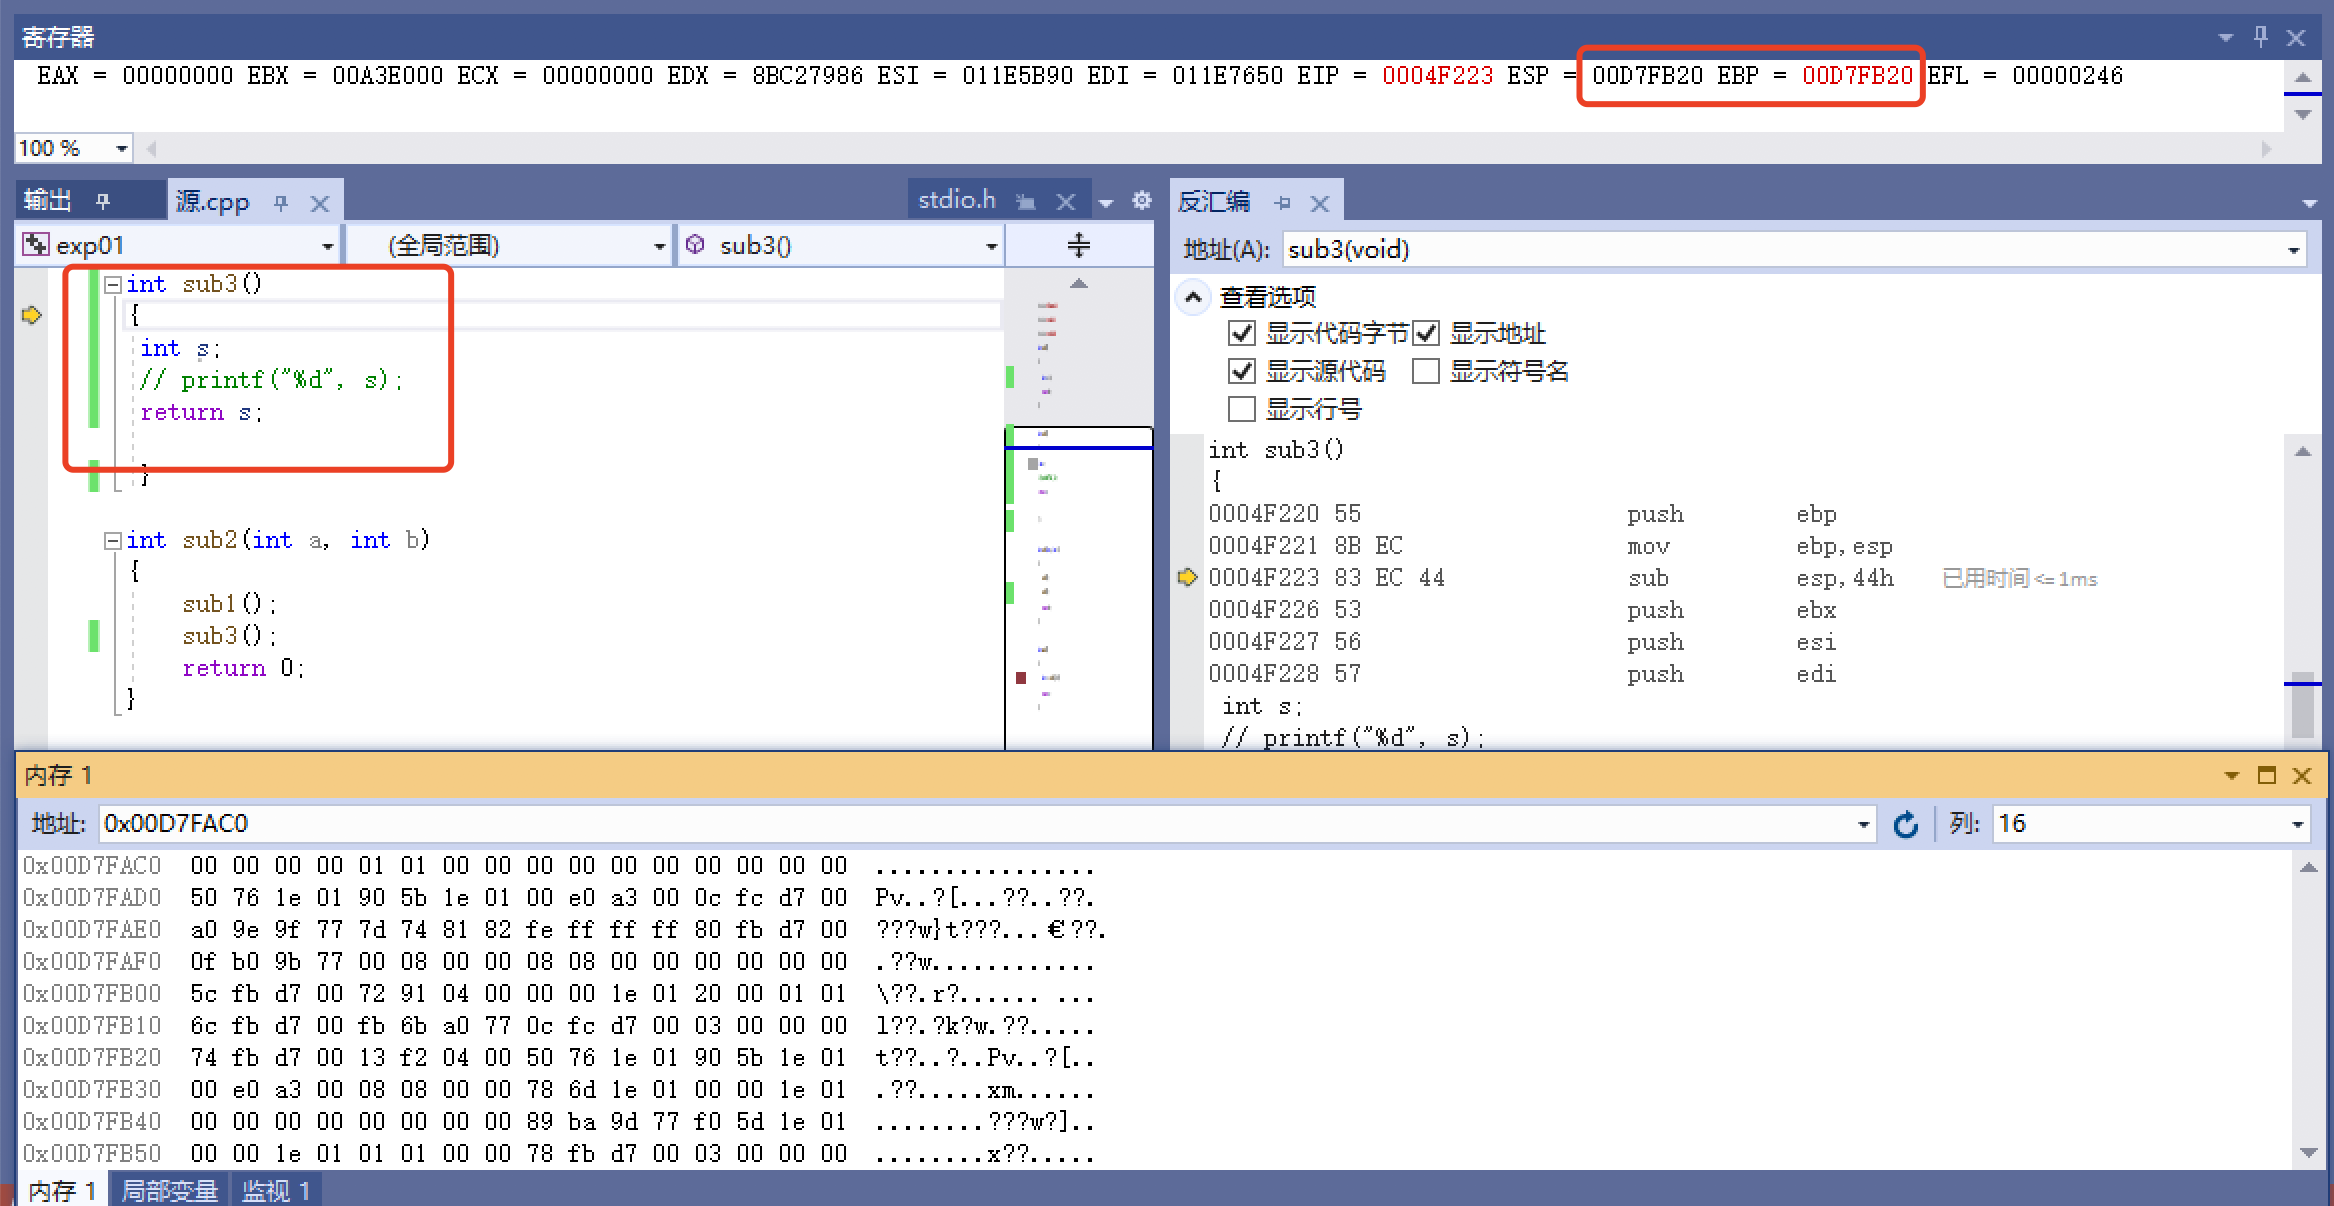 寄存器
EAX = 00000000 EBX = 00A3E000 ECX = 00000000 EDX = 8BC27986 ESI = 011E5B90 EDI = 011E7650 EIP = 0004F223 ESP = 00D7FB20 EBP = 00D7FB20 EFL = 00000246
100 %
输出 源.cpp stdio.h
exp01 (全局范围) sub3()
int sub3()
{
int s;
// printf("%d", s);
return s;
}
int sub2(int a, int b)
{
sub1();
sub3();
return 0;
}
反汇编
地址(A): sub3(void)
查看选项
显示代码字节 显示地址
显示源代码 显示符号名
显示行号
int sub3()
{
0004F220 55 push ebp
0004F221 8B EC mov ebp,esp
0004F223 83 EC 44 sub esp,44h 已用时间<=1ms
0004F226 53 push ebx
0004F227 56 push esi
0004F228 57 push edi
int s;
// printf("%d", s);
内存 1
地址: 0x00D7FAC0 列: 16
0x00D7FAC0 00 00 00 00 01 01 00 00 00 00 00 00 00 00 00 00 ................
0x00D7FAD0 50 76 1e 01 90 5b 1e 01 00 e0 a3 00 0c fc d7 00 Pv..?[...??..??.
0x00D7FAE0 a0 9e 9f 77 7d 74 81 82 fe ff ff ff 80 fb d7 00 ???w}t???...€??.
0x00D7FAF0 0f b0 9b 77 00 08 00 00 08 08 00 00 00 00 00 00 .??w............
0x00D7FB00 5c fb d7 00 72 91 04 00 00 00 1e 01 20 00 01 01 \??.r?...... ...
0x00D7FB10 6c fb d7 00 fb 6b a0 77 0c fc d7 00 03 00 00 00 l??.?k?w.??.....
0x00D7FB20 74 fb d7 00 13 f2 04 00 50 76 1e 01 90 5b 1e 01 t??..?..Pv..?[..
0x00D7FB30 00 e0 a3 00 08 08 00 00 78 6d 1e 01 00 00 1e 01 .??.....xm......
0x00D7FB40 00 00 00 00 00 00 00 00 89 ba 9d 77 f0 5d 1e 01 ........???w?]..
0x00D7FB50 00 00 1e 01 01 01 00 00 78 fb d7 00 03 00 00 00 ........x??.....
内存 1 局部变量 监视 1